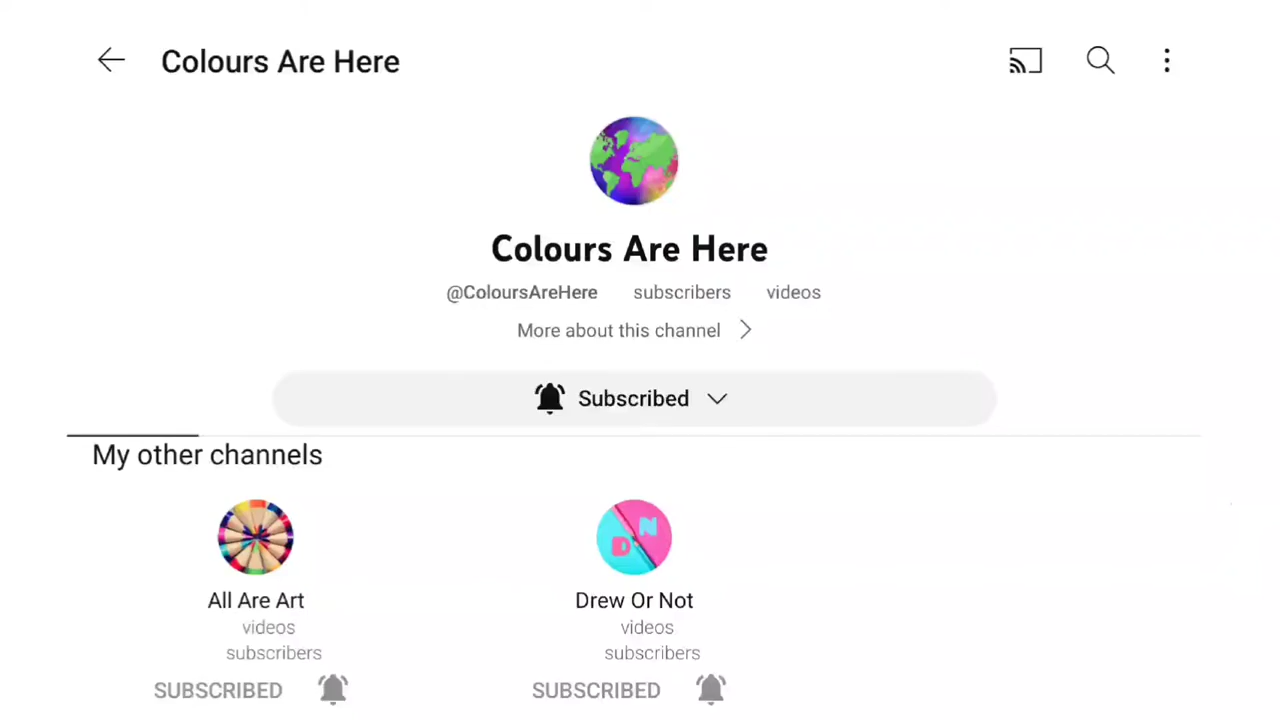 Colours Are Here
Colours Are Here
@ColoursAreHere subscribers videos
More about this channel
Subscribed
My other channels
D N
All Are Art Drew Or Not
videos videos
subscribers subscribers
SUBSCRIBED SUBSCRIBED